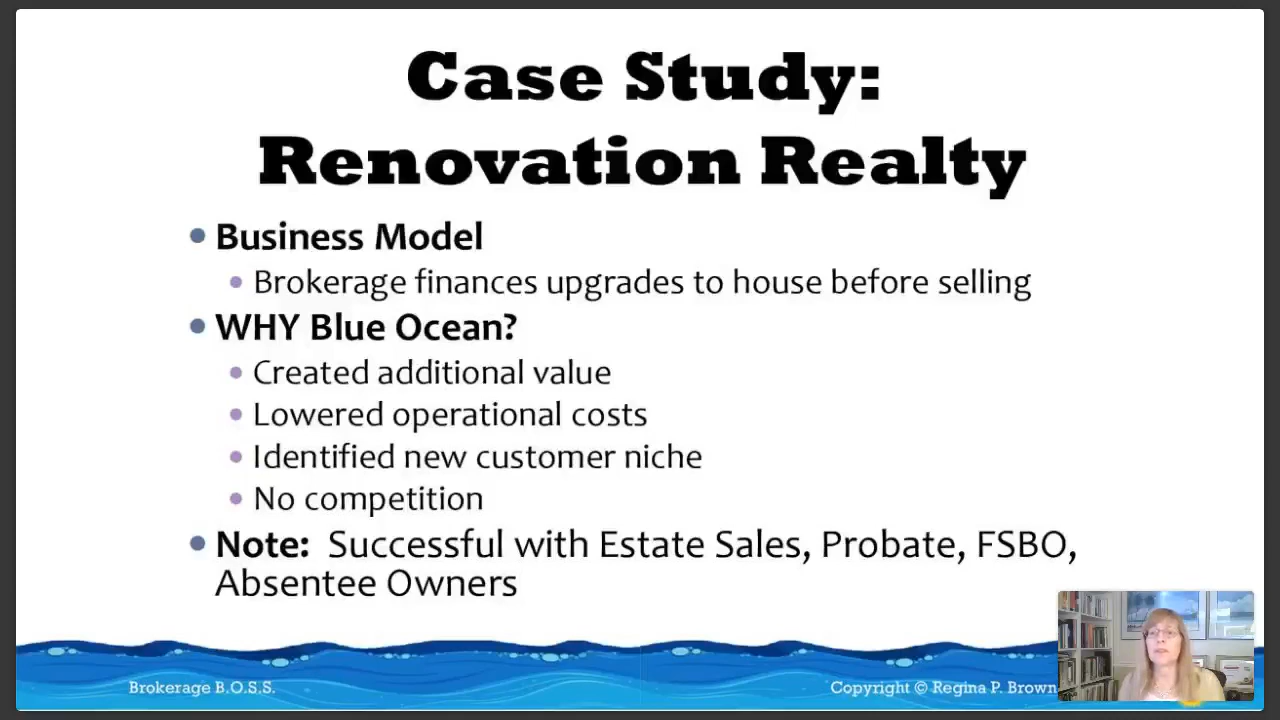 Case Study:
Renovation Realty
Business Model
Brokerage finances upgrades to house before selling
WHY Blue Ocean?
Created additional value
Lowered operational costs
Identified new customer niche
No competition
Note: Successful with Estate Sales, Probate, FSBO,
Absentee Owners
Brokerage B.O.S.S.
Copyright © Regina P. Brown